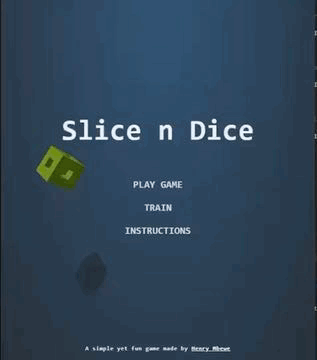 Slice n Dice
PLAY GAME
TRAIN
INSTRUCTIONS
A simple yet fun game made by Henry Mbewe